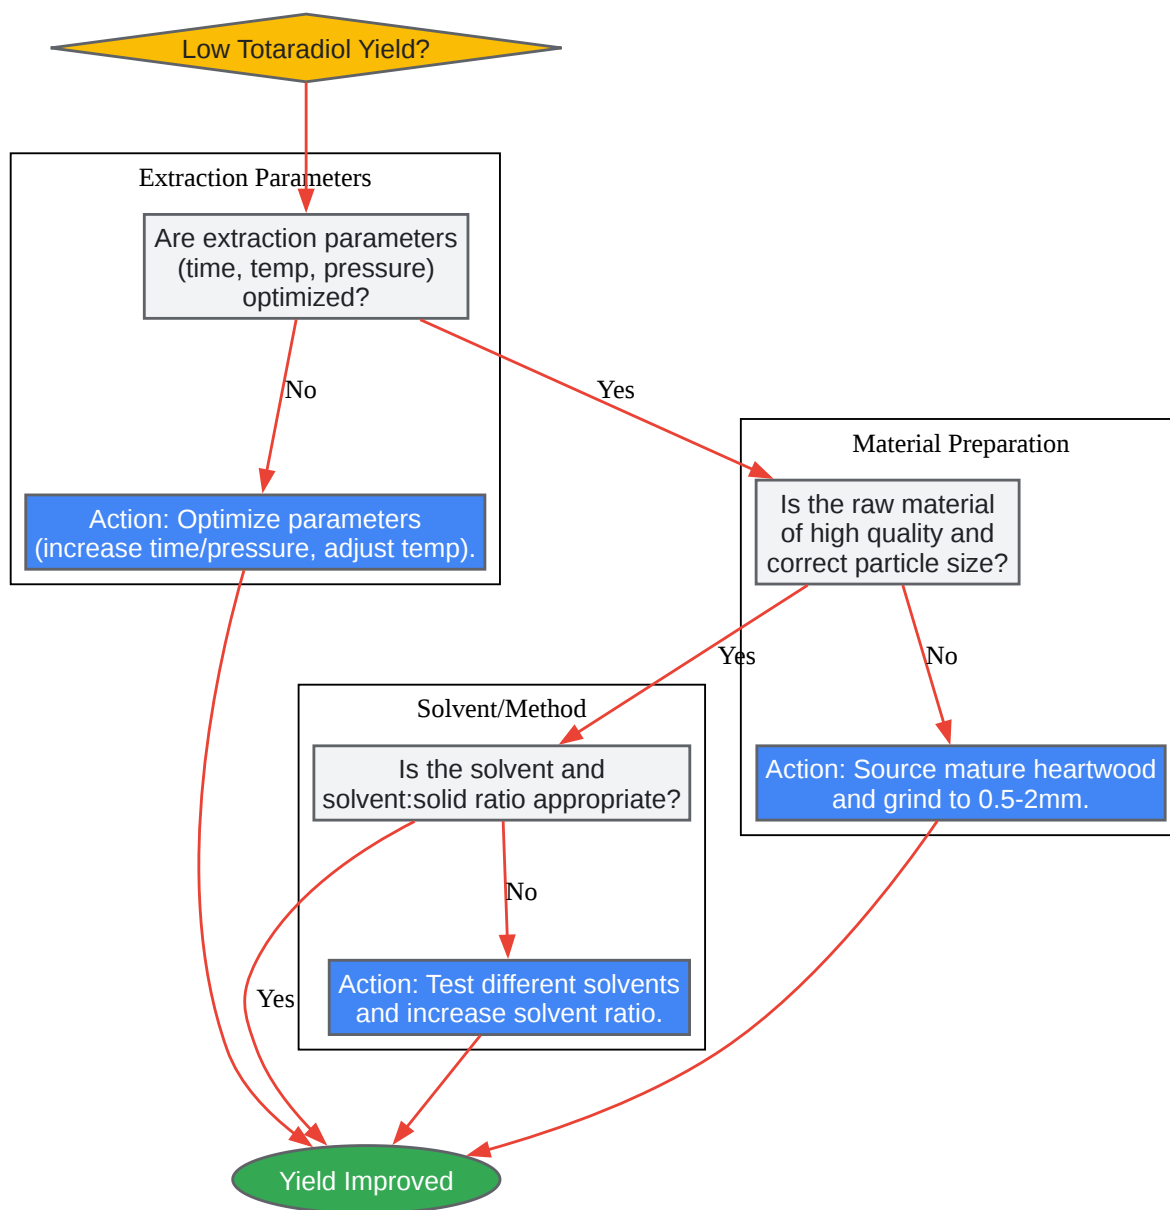 Low Totaradiol Yield?
Extraction Parameters
Are extraction parameters
(time, temp, pressure)
optimized?
No
Yes
Action: Optimize parameters
(increase time/pressure, adjust temp).
Material Preparation
Is the raw material
of high quality and
correct particle size?
Yes
No
Solvent/Method
Is the solvent and
solvent:solid ratio appropriate?
Action: Source mature heartwood
and grind to 0.5-2mm.
No
Yes
Action: Test different solvents
and increase solvent ratio.
Yield Improved